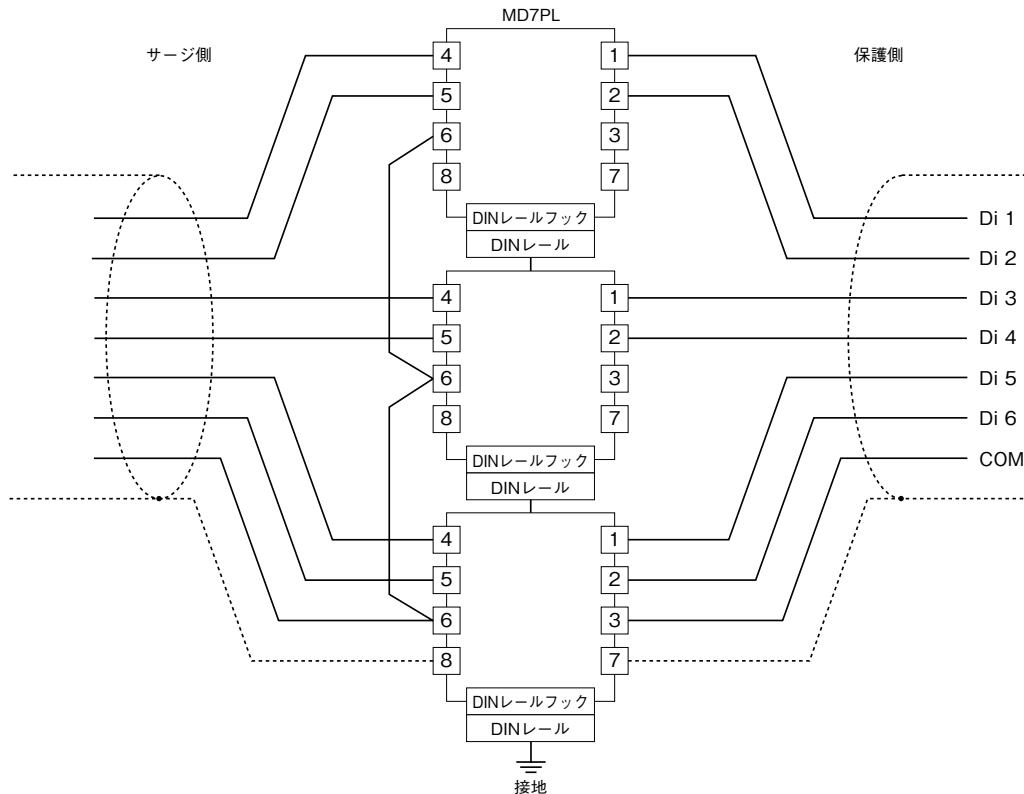 MD7PL
サージ側
保護側
4 1
5 2
6 3
8 7
DINレールフック
DINレール
Di 1
Di 2
4 1 Di 3
5 2 Di 4
6 3 Di 5
8 7 Di 6
DINレールフック COM
DINレール
4 1
5 2
6 3
8 7
DINレールフック
DINレール
接地